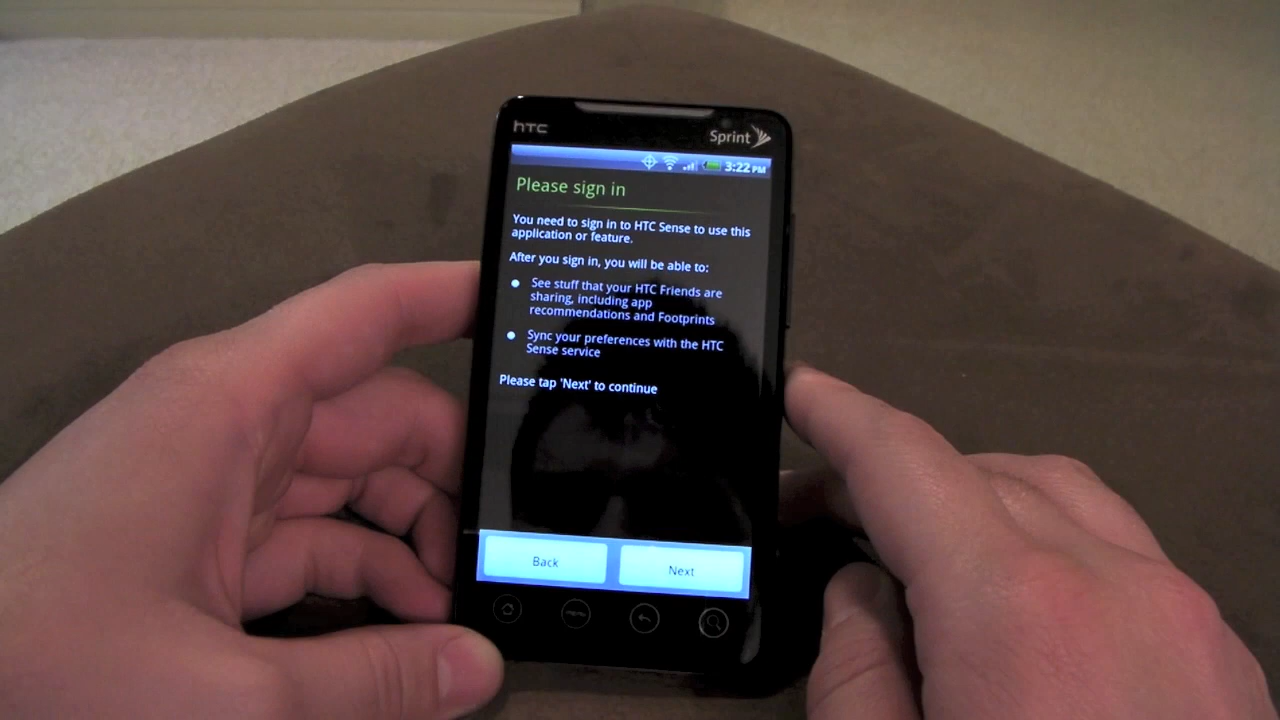 hTC
Sprint
3:22 PM
Please sign in
You need to sign in to HTC Sense to use this
application or feature.
After you sign in, you will be able to:
See stuff that your HTC Friends are
sharing, including app
recommendations and Footprints
Sync your preferences with the HTC
Sense service
Please tap 'Next' to continue
Back
Next